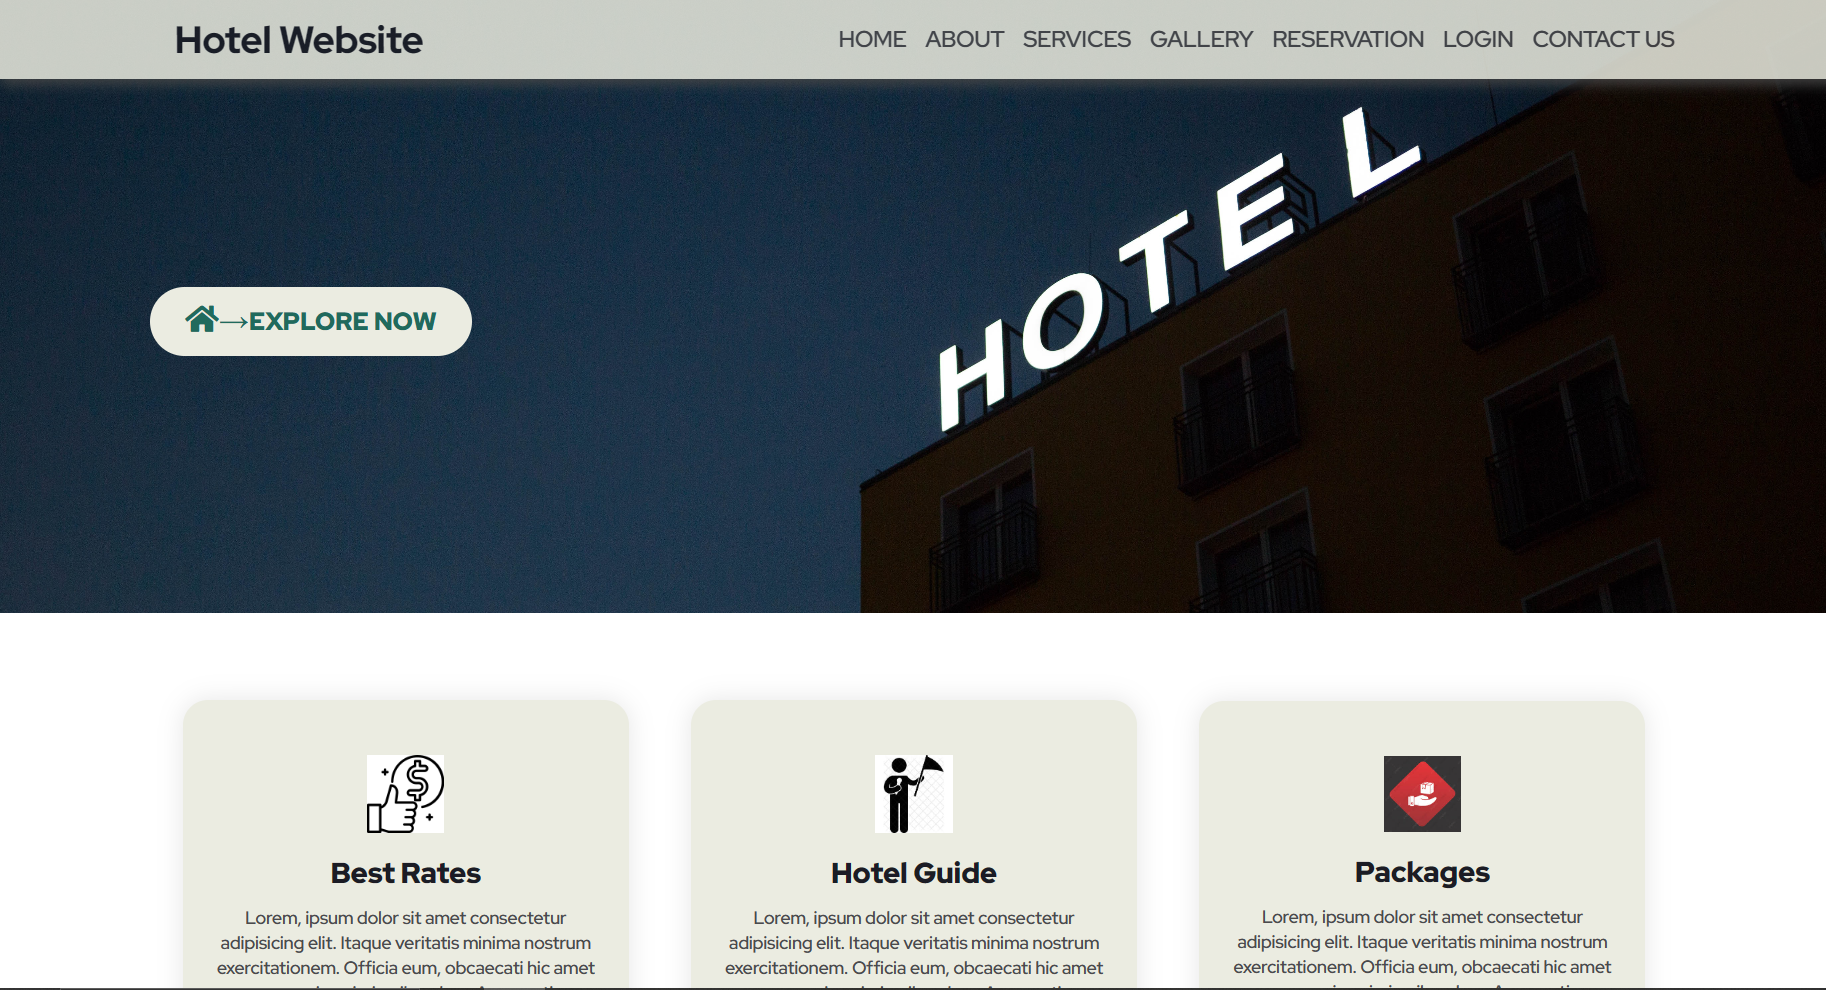 Hotel Website
HOME ABOUT SERVICES GALLERY RESERVATION LOGIN CONTACT US
HOTEL
→EXPLORE NOW
Best Rates
Lorem, ipsum dolor sit amet consectetur
adipisicing elit. Itaque veritatis minima nostrum
exercitationem. Officia eum, obcaecati hic amet
Hotel Guide
Lorem, ipsum dolor sit amet consectetur
adipisicing elit. Itaque veritatis minima nostrum
exercitationem. Officia eum, obcaecati hic amet
Packages
Lorem, ipsum dolor sit amet consectetur
adipisicing elit. Itaque veritatis minima nostrum
exercitationem. Officia eum, obcaecati hic amet